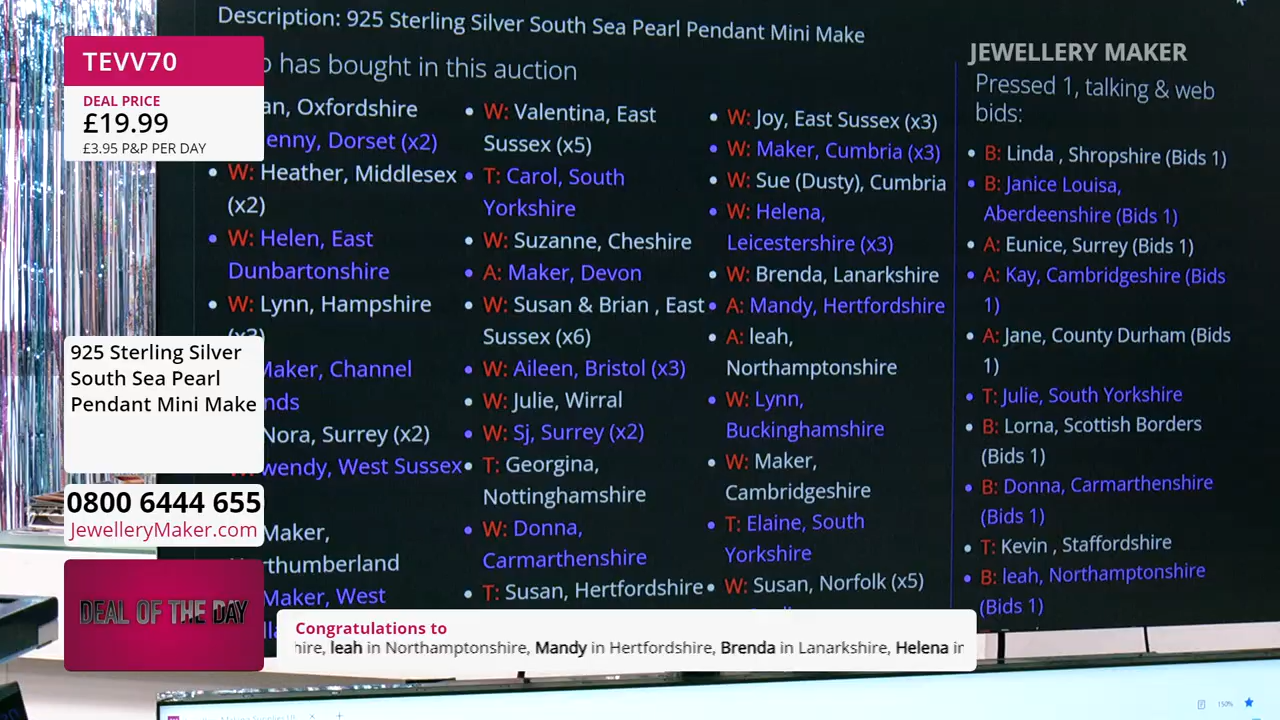 Description: 925 Sterling Silver South Sea Pearl Pendant Mini Make
TEVV70
DEAL PRICE
£19.99
£3.95 P&P PER DAY
has bought in this auction
an, Oxfordshire
enny, Dorset (x2)
W: Heather, Middlesex
(x2)
W: Helen, East
Dunbartonshire
W: Lynn, Hampshire
925 Sterling Silver
South Sea Pearl
Pendant Mini Make
Maker, Channel
nds
Nora, Surrey (x2)
wendy, West Sussex
0800 6444 655
JewelleryMaker.com
Maker,
rthumberland
Maker, West
DEAL OF THE DAY
W: Valentina, East
Sussex (x5)
T: Carol, South
Yorkshire
W: Suzanne, Cheshire
A: Maker, Devon
W: Susan & Brian , East
Sussex (x6)
W: Aileen, Bristol (x3)
W: Julie, Wirral
W: Sj, Surrey (x2)
T: Georgina,
Nottinghamshire
W: Donna,
Carmarthenshire
T: Susan, Hertfordshire
W: Joy, East Sussex (x3)
W: Maker, Cumbria (x3)
W: Sue (Dusty), Cumbria
W: Helena,
Leicestershire (x3)
W: Brenda, Lanarkshire
A: Mandy, Hertfordshire
A: leah,
Northamptonshire
W: Lynn,
Buckinghamshire
W: Maker,
Cambridgeshire
T: Elaine, South
Yorkshire
W: Susan, Norfolk (x5)
JEWELLERY MAKER
Pressed 1, talking & web
bids:
B: Linda , Shropshire (Bids 1)
B: Janice Louisa,
Aberdeenshire (Bids 1)
A: Eunice, Surrey (Bids 1)
A: Kay, Cambridgeshire (Bids
1)
A: Jane, County Durham (Bids
1)
T: Julie, South Yorkshire
B: Lorna, Scottish Borders
(Bids 1)
B: Donna, Carmarthenshire
(Bids 1)
T: Kevin , Staffordshire
B: leah, Northamptonshire
(Bids 1)
Congratulations to
hire, leah in Northamptonshire, Mandy in Hertfordshire, Brenda in Lanarkshire, Helena in
150%